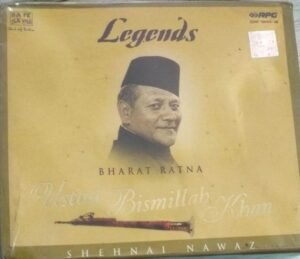 Legends
RPG
BHARAT RATNA
Ustad Bismillah Khan
SHEHNAI NAWAZ